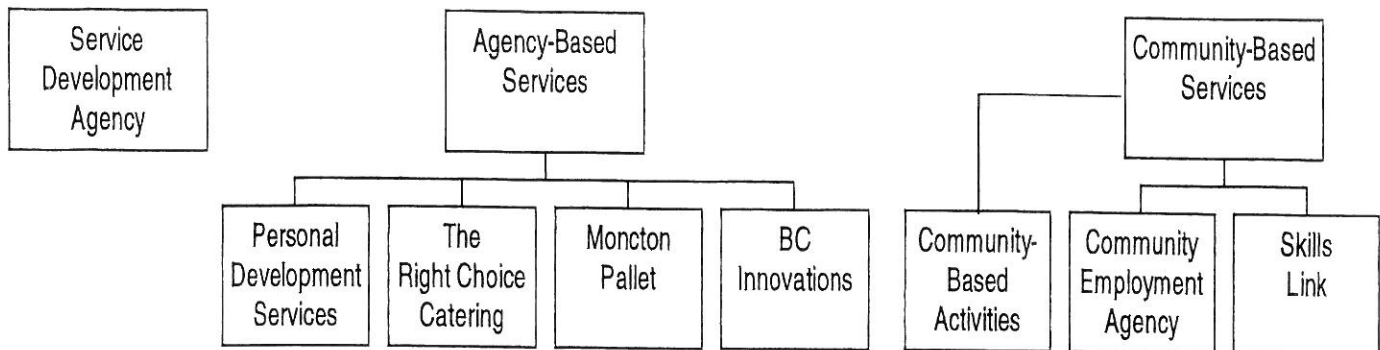 Service
Development
Agency
Agency-Based
Services
Community-Based
Services
Personal
Development
Services
The
Right Choice
Catering
Moncton
Pallet
BC
Innovations
Community-
Based
Activities
Community
Employment
Agency
Skills
Link